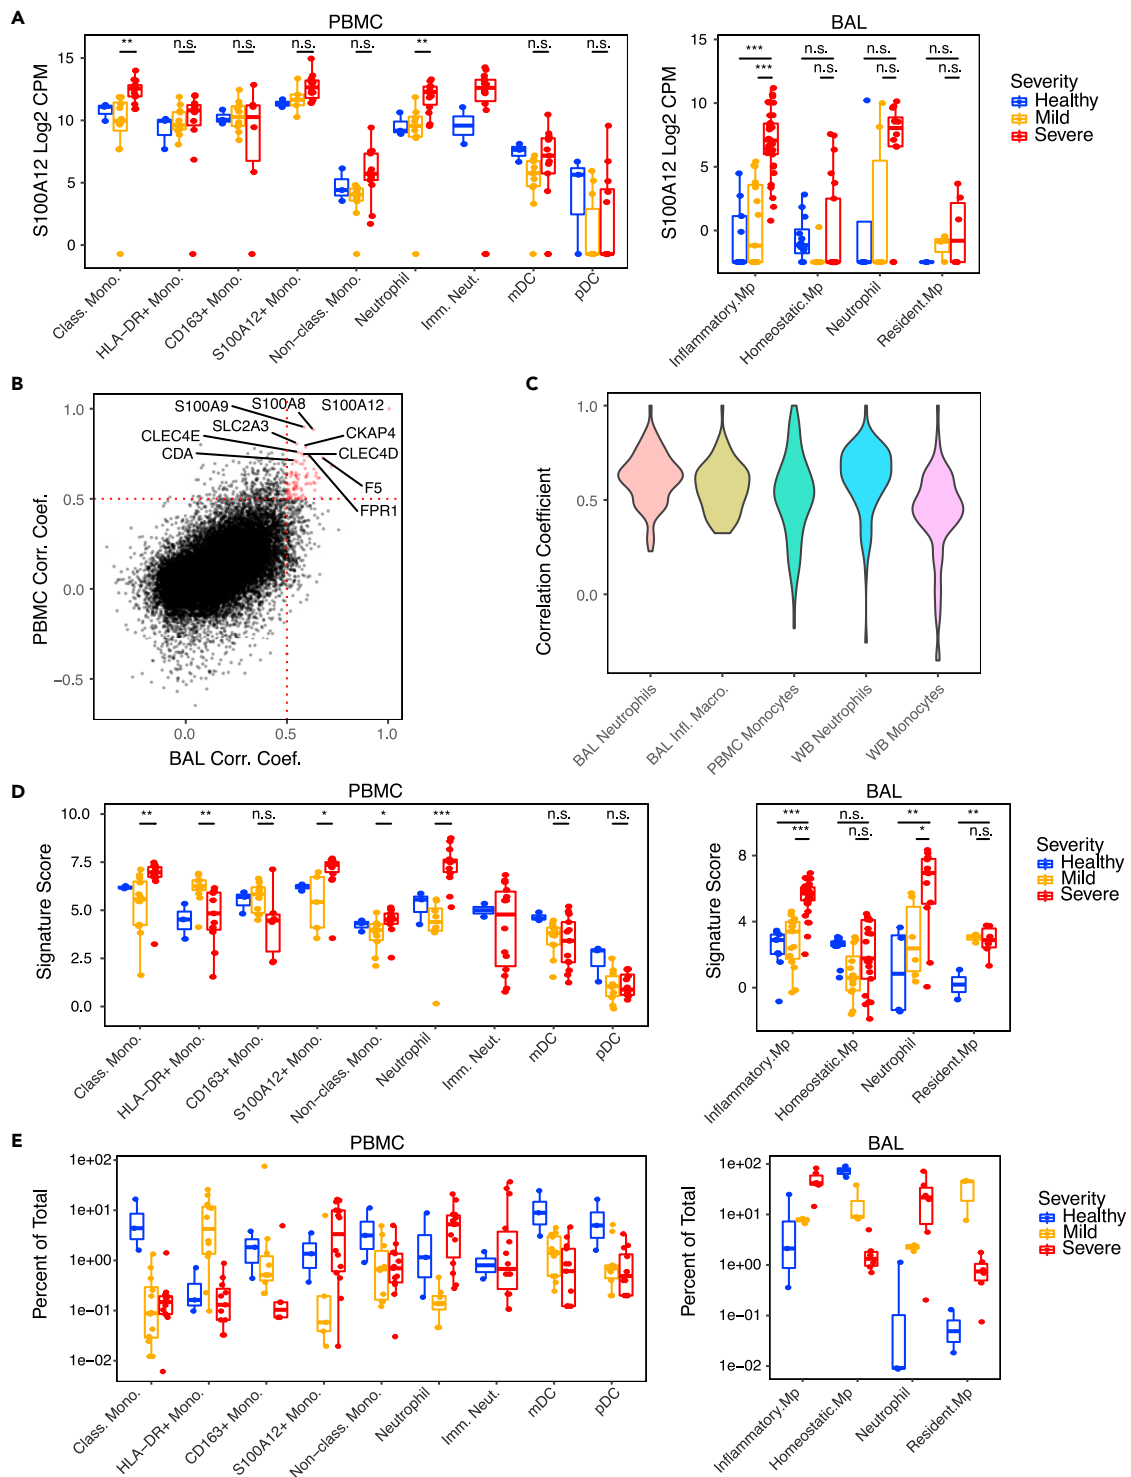 A
PBMC
BAL
S100A12 Log2 CPM
15
10
5
0
** n.s. n.s. n.s. n.s. ** n.s. n.s.
Class. Mono.
HLA−DR+ Mono.
CD163+ Mono.
S100A12+ Mono.
Non−class. Mono.
Neutrophil
Imm. Neut.
mDC
pDC
S100A12 Log2 CPM
15
10
5
0
*** n.s. n.s. n.s.
*** n.s. n.s. n.s.
Inflammatory.Mp
Homeostatic.Mp
Neutrophil
Resident.Mp
Severity
Healthy
Mild
Severe
B
PBMC Corr. Coef.
1.0
0.5
0.0
−0.5
S100A9
S100A8
S100A12
SLC2A3
CLEC4E
CKAP4
CDA
CLEC4D
F5
FPR1
0.0 0.5 1.0
BAL Corr. Coef.
C
Correlation Coefficient
1.0
0.5
0.0
BAL Neutrophils
BAL Infl. Macro.
PBMC Monocytes
WB Neutrophils
WB Monocytes
D
PBMC
BAL
Signature Score
10.0
7.5
5.0
2.5
0.0
** ** n.s. * * *** n.s. n.s.
Class. Mono.
HLA−DR+ Mono.
CD163+ Mono.
S100A12+ Mono.
Non−class. Mono.
Neutrophil
Imm. Neut.
mDC
pDC
Signature Score
8
4
0
*** n.s. ** **
*** n.s. * n.s.
Inflammatory.Mp
Homeostatic.Mp
Neutrophil
Resident.Mp
Severity
Healthy
Mild
Severe
E
PBMC
BAL
Percent of Total
1e+02
1e+01
1e+00
1e−01
1e−02
Class. Mono.
HLA−DR+ Mono.
CD163+ Mono.
S100A12+ Mono.
Non−class. Mono.
Neutrophil
Imm. Neut.
mDC
pDC
Percent of Total
1e+02
1e+01
1e+00
1e−01
1e−02
Inflammatory.Mp
Homeostatic.Mp
Neutrophil
Resident.Mp
Severity
Healthy
Mild
Severe